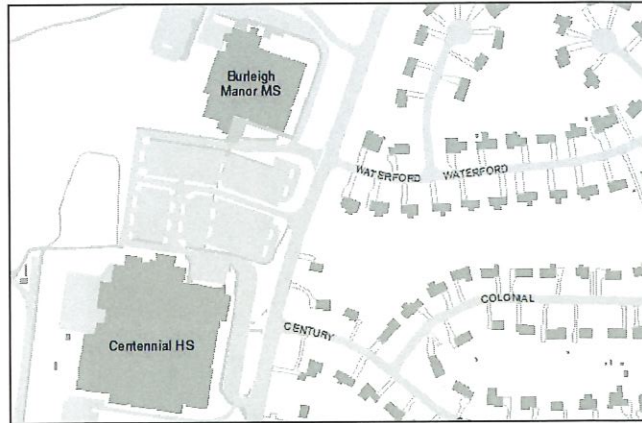 Burleigh
Manor MS
WATERFORD
WATERFORD
COLONIAL
CENTURY
Centennial HS